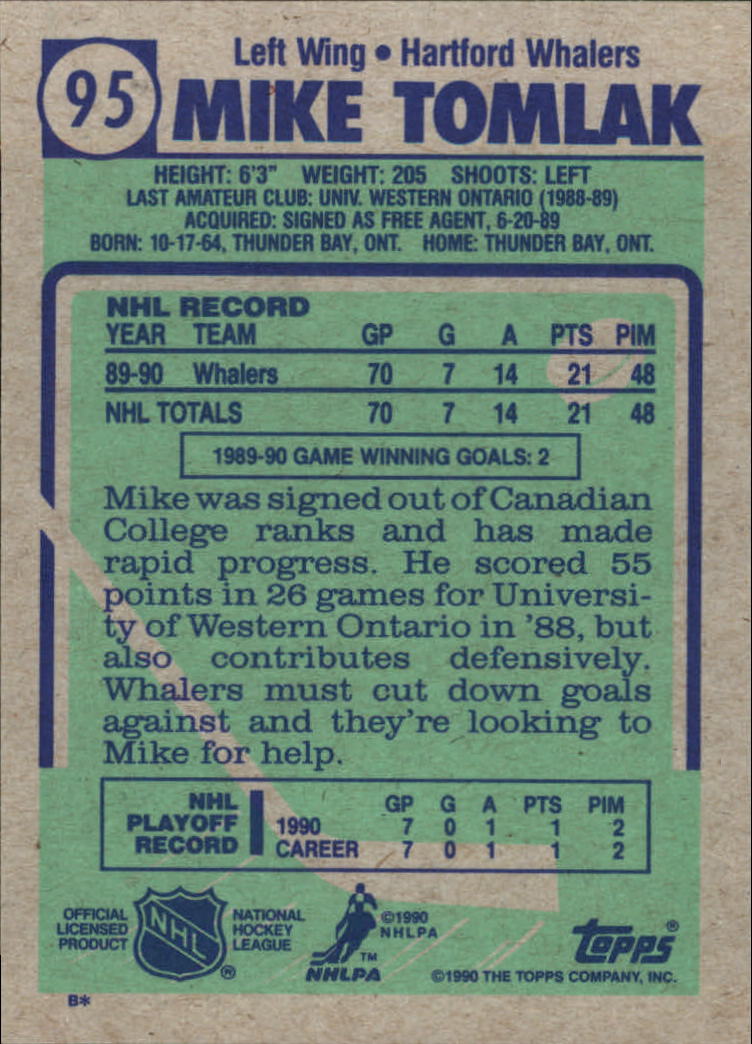 95
Left Wing • Hartford Whalers
MIKE TOMLAK
HEIGHT: 6'3" WEIGHT: 205 SHOOTS: LEFT
LAST AMATEUR CLUB: UNIV. WESTERN ONTARIO (1988-89)
ACQUIRED: SIGNED AS FREE AGENT, 6-20-89
BORN: 10-17-64, THUNDER BAY, ONT. HOME: THUNDER BAY, ONT.
NHL RECORD
YEAR TEAM GP G A PTS PIM
89-90 Whalers 70 7 14 21 48
NHL TOTALS 70 7 14 21 48
1989-90 GAME WINNING GOALS: 2
Mike was signed out of Canadian
College ranks and has made
rapid progress. He scored 55
points in 26 games for Universi-
ty of Western Ontario in '88, but
also contributes defensively.
Whalers must cut down goals
against and they're looking to
Mike for help.
NHL PLAYOFF RECORD
GP G A PTS PIM
1990 7 0 1 1 2
CAREER 7 0 1 1 2
OFFICIAL
LICENSED
PRODUCT
NHL
®
NATIONAL
HOCKEY
LEAGUE
TM
NHLPA
©1990
NHLPA
Topps®
©1990 THE TOPPS COMPANY, INC.
B*